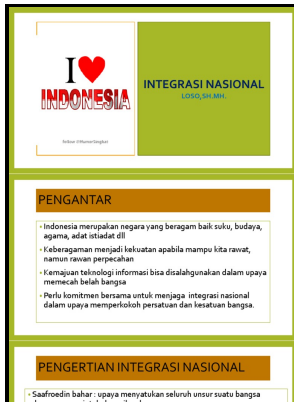 I ❤
INDONESIA
INTEGRASI NASIONAL
LOSO,SH.MH.
PENGANTAR
• Indonesia merupakan negara yang beragam baik suku, budaya,
agama, adat istiadat dll
• Keberagaman menjadi kekuatan apabila mampu kita rawat,
namun rawan perpecahan
• Kemajuan teknologi informasi bisa disalahgunakan dalam upaya
memecah belah bangsa
• Perlu komitmen bersama untuk menjaga integrasi nasional
dalam upaya memperkokoh persatuan dan kesatuan bangsa.
PENGERTIAN INTEGRASI NASIONAL
• Saafroedin bahar : upaya menyatukan seluruh unsur suatu bangsa